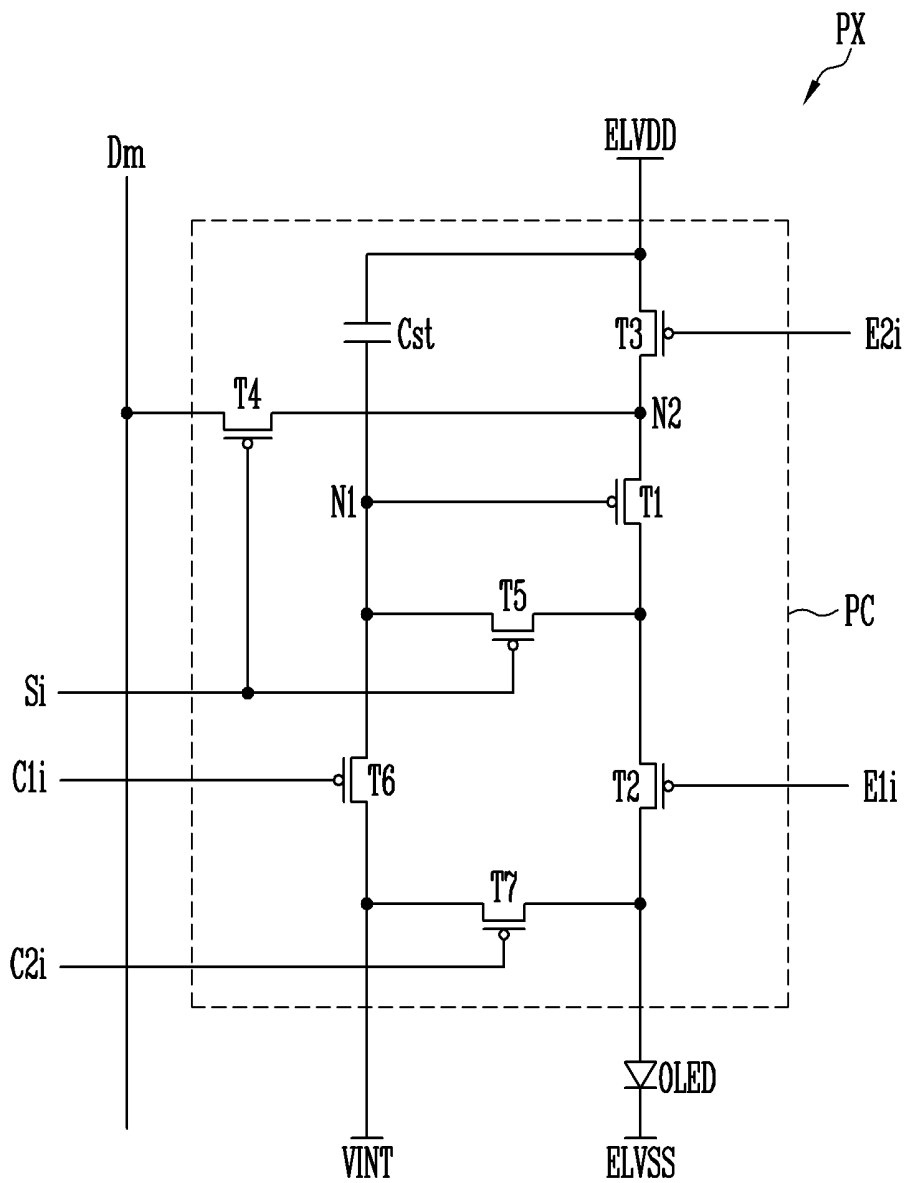 PX
ELVDD
Dm
Cst
T3
E2i
T4
N2
N1
T1
T5
PC
Si
C1i
T6
T2
E1i
T7
C2i
OLED
VINT
ELVSS